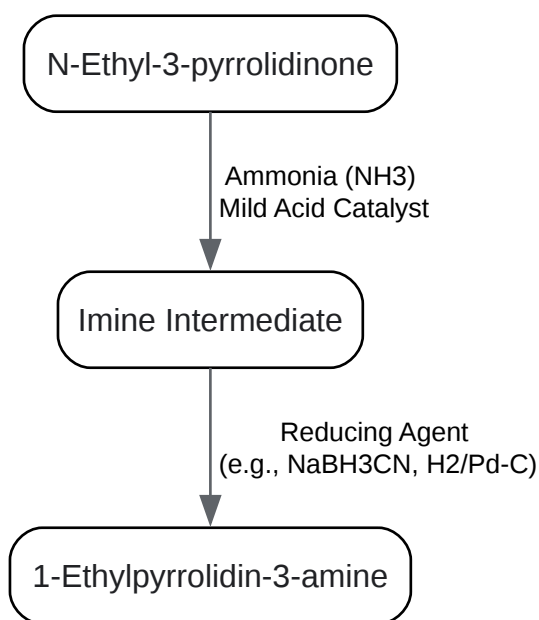 N-Ethyl-3-pyrrolidinone
Ammonia (NH3)
Mild Acid Catalyst
Imine Intermediate
Reducing Agent
(e.g., NaBH3CN, H2/Pd-C)
1-Ethylpyrrolidin-3-amine